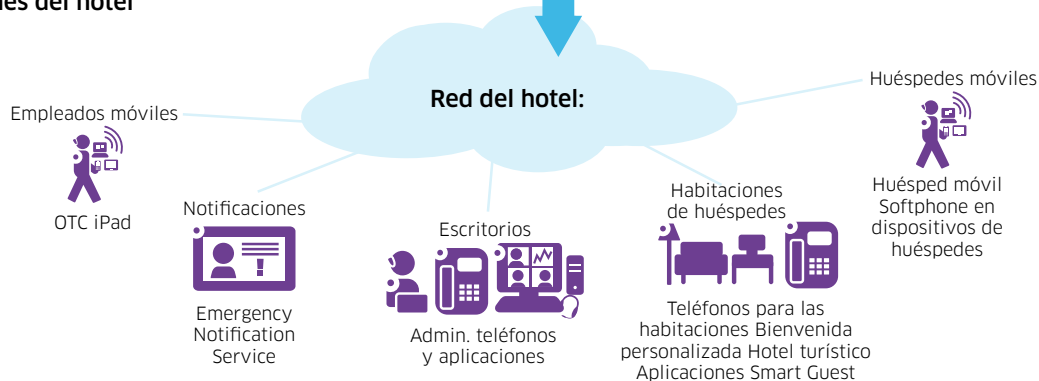 del hotel
Red del hotel:
Empleados móviles
OTC iPad
Notificaciones
Emergency
Notification
Service
Escritorios
Admin. teléfonos
y aplicaciones
Habitaciones
de huéspedes
Teléfonos para las
habitaciones Bienvenida
personalizada Hotel turístico
Aplicaciones Smart Guest
Huéspedes móviles
Huésped móvil
Softphone en
dispositivos de
huéspedes